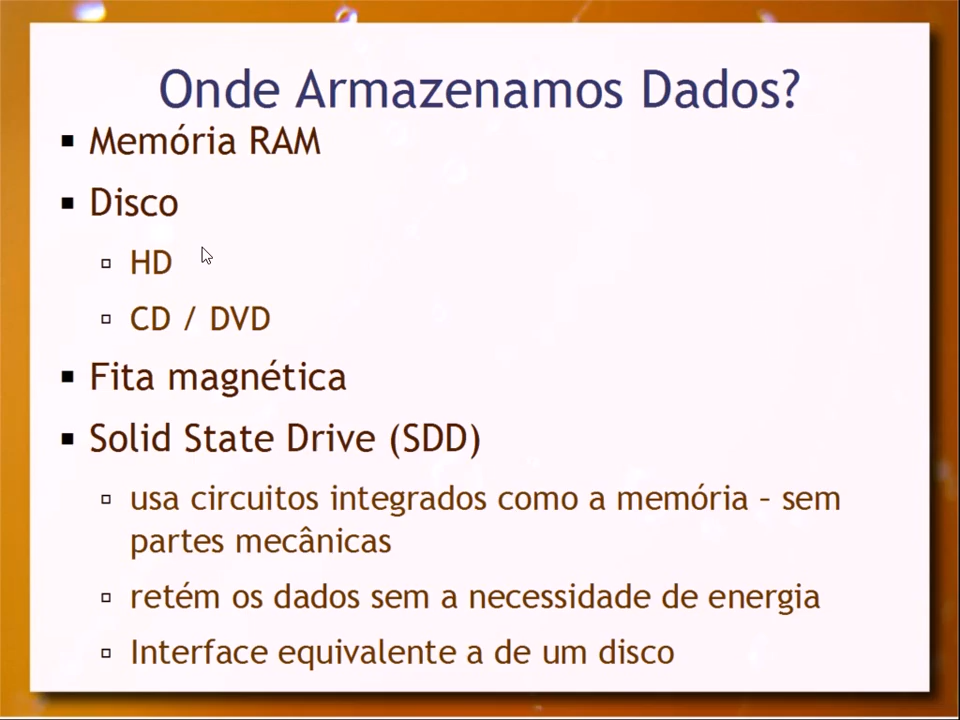 Onde Armazenamos Dados?
Memória RAM
Disco
HD
CD / DVD
Fita magnética
Solid State Drive (SDD)
usa circuitos integrados como a memória – sem
partes mecânicas
retém os dados sem a necessidade de energia
Interface equivalente a de um disco